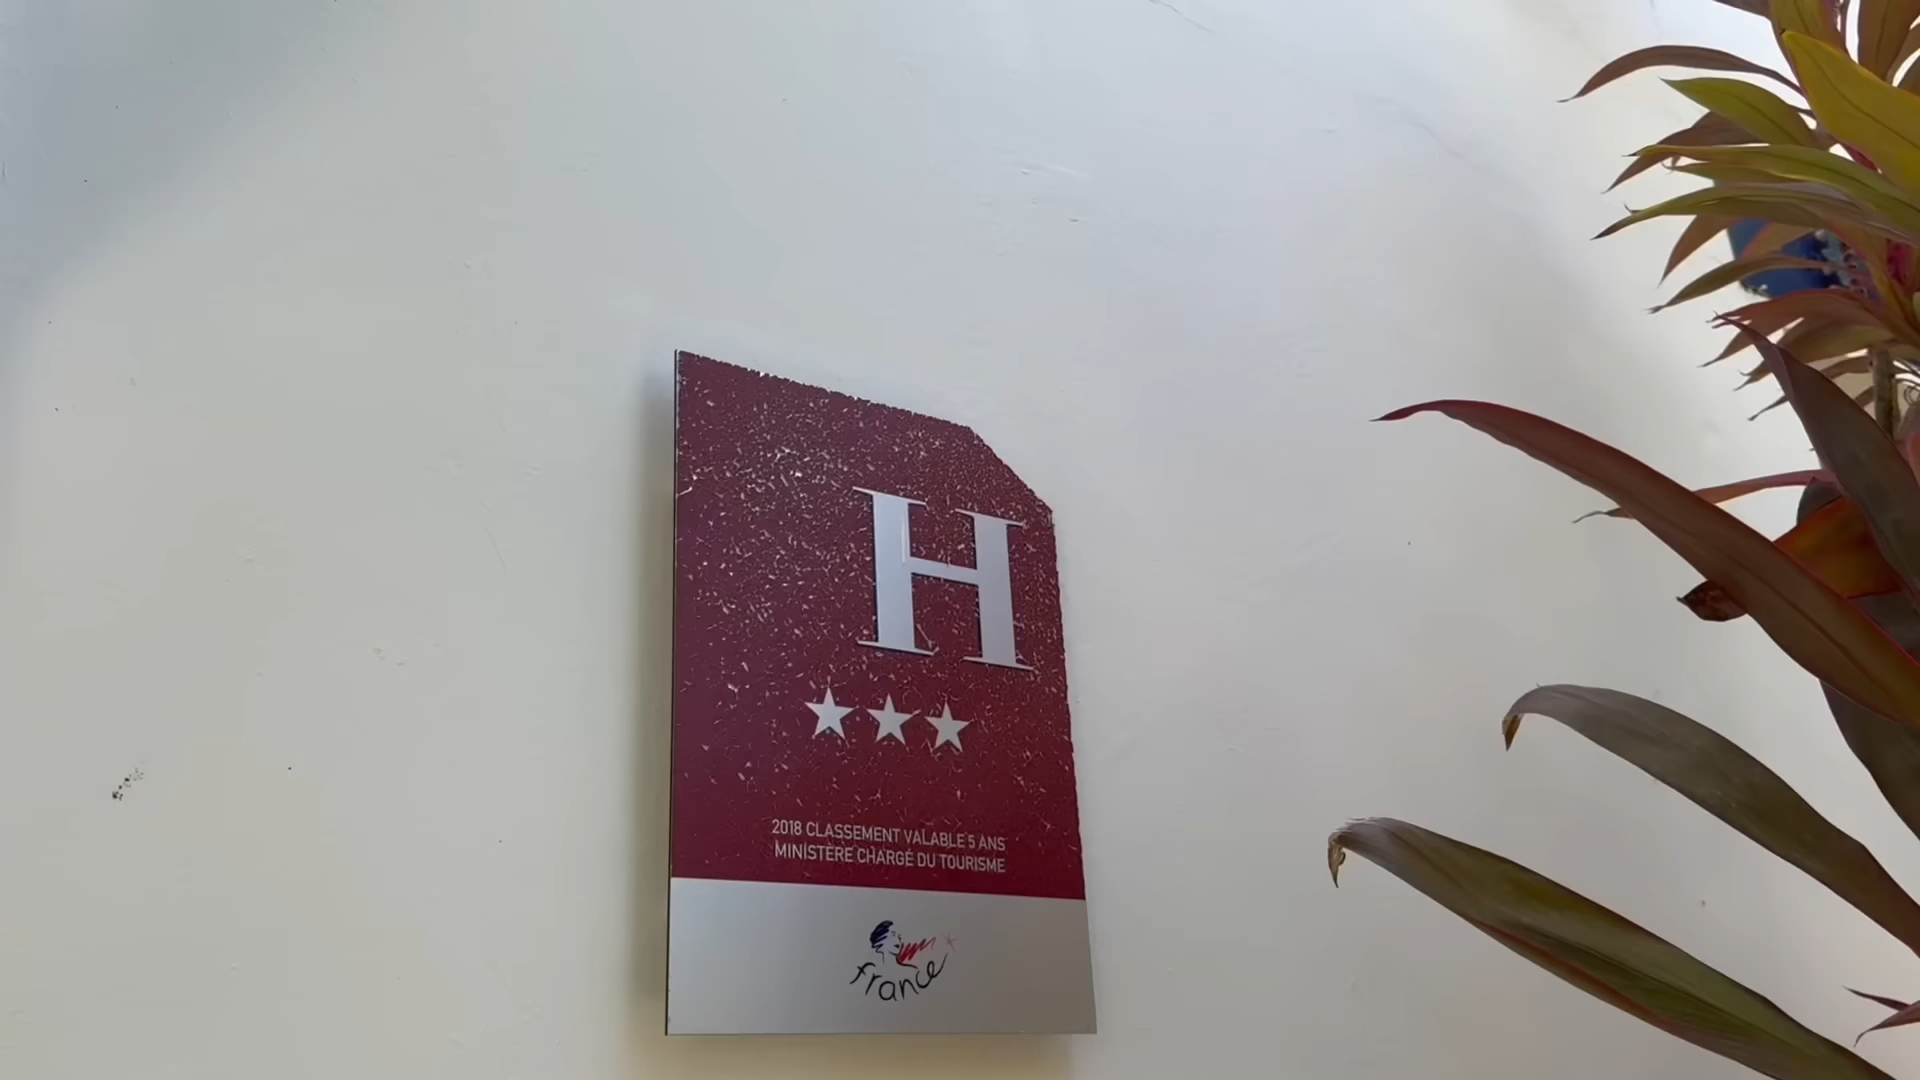 H
2018 CLASSEMENT VALABLE 5 ANS
MINISTÈRE CHARGÉ DU TOURISME
france